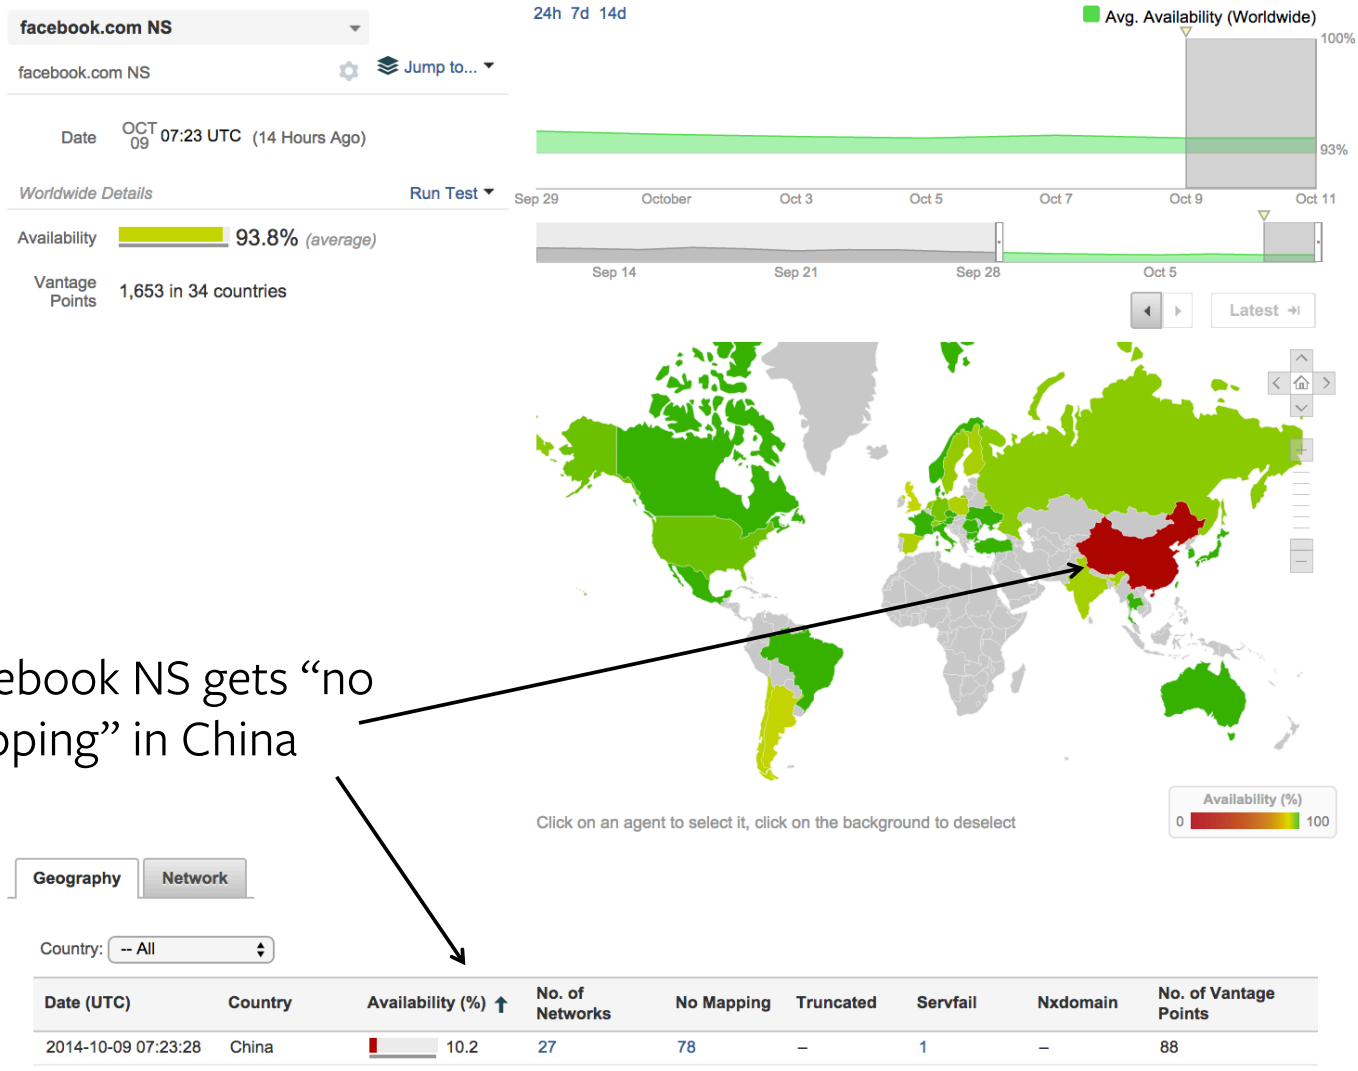 facebook.com NS
facebook.com NS
Jump to...
Date OCT 09 07:23 UTC (14 Hours Ago)
Worldwide Details Run Test
Availability 93.8% (average)
Vantage Points 1,653 in 34 countries
24h 7d 14d
Avg. Availability (Worldwide)
100%
93%
Sep 29 October Oct 3 Oct 5 Oct 7 Oct 9 Oct 11
Sep 14 Sep 21 Sep 28 Oct 5
Latest
ebook NS gets “no
pping” in China
Availability (%)
0 100
Click on an agent to select it, click on the background to deselect
Geography Network
Country: -- All
Date (UTC) Country Availability (%) No. of Networks No Mapping Truncated Servfail Nxdomain No. of Vantage Points
2014-10-09 07:23:28 China 10.2 27 78 – 1 – 88